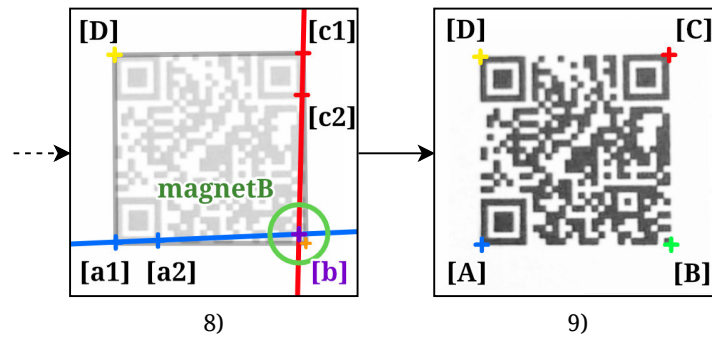 [D] [c1]
[c2]
magnetB
[a1] [a2] [b]
8)
[D] [C]
[A] [B]
9)